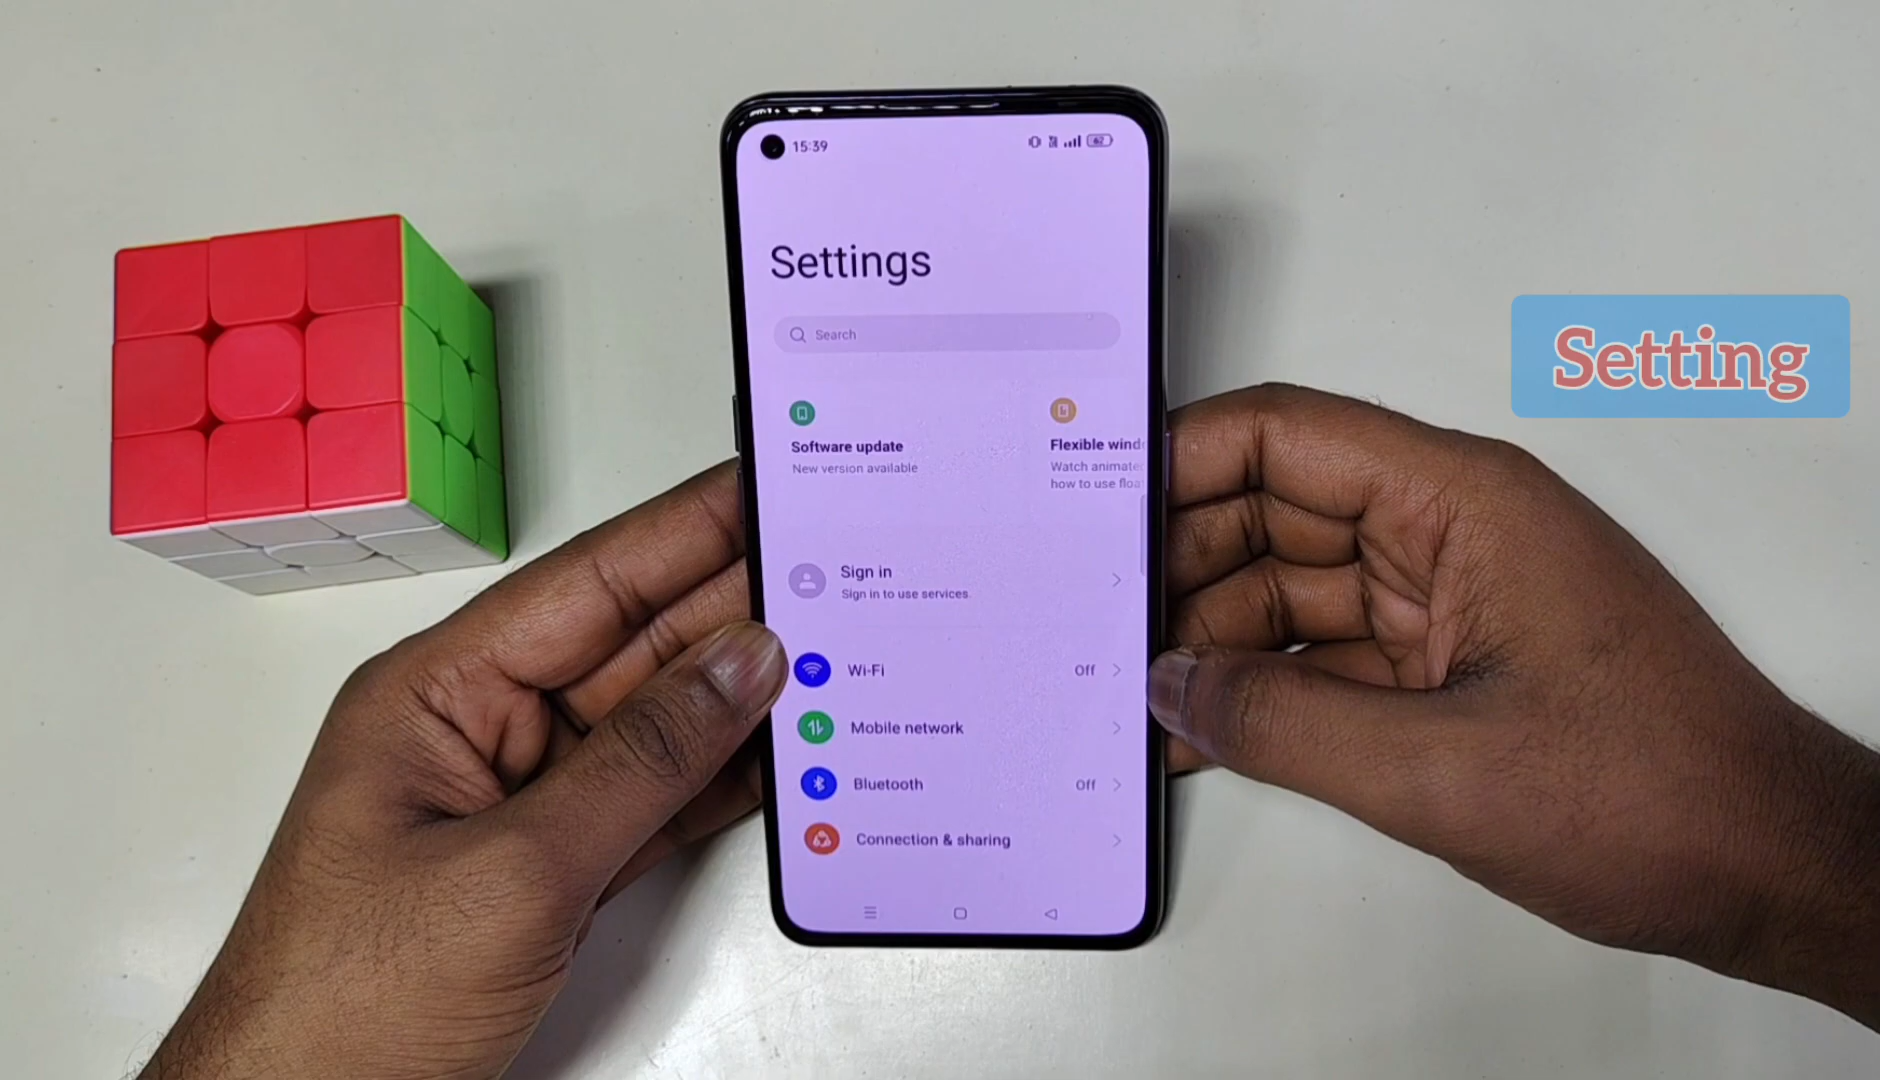 15:39
62
Settings
Search
Software update
New version available
Flexible wind
Watch animate
how to use floa
Sign in
Sign in to use services.
Wi-Fi
Off
Mobile network
Bluetooth
Off
Connection & sharing
Setting